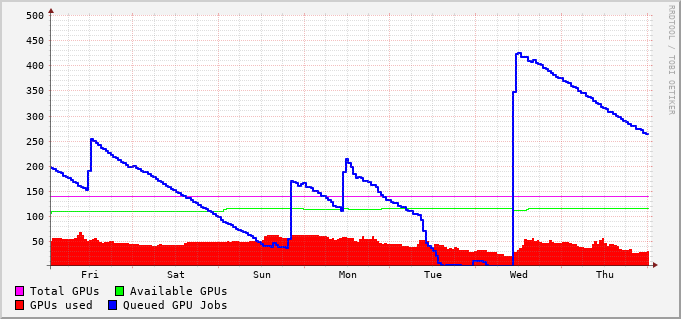 500
450
400
350
300
250
200
150
100
50
Fri Sat Sun Mon Tue Wed Thu
Total GPUs Available GPUs
GPUs used Queued GPU Jobs
RRDTOOL / TOBI OETIKER